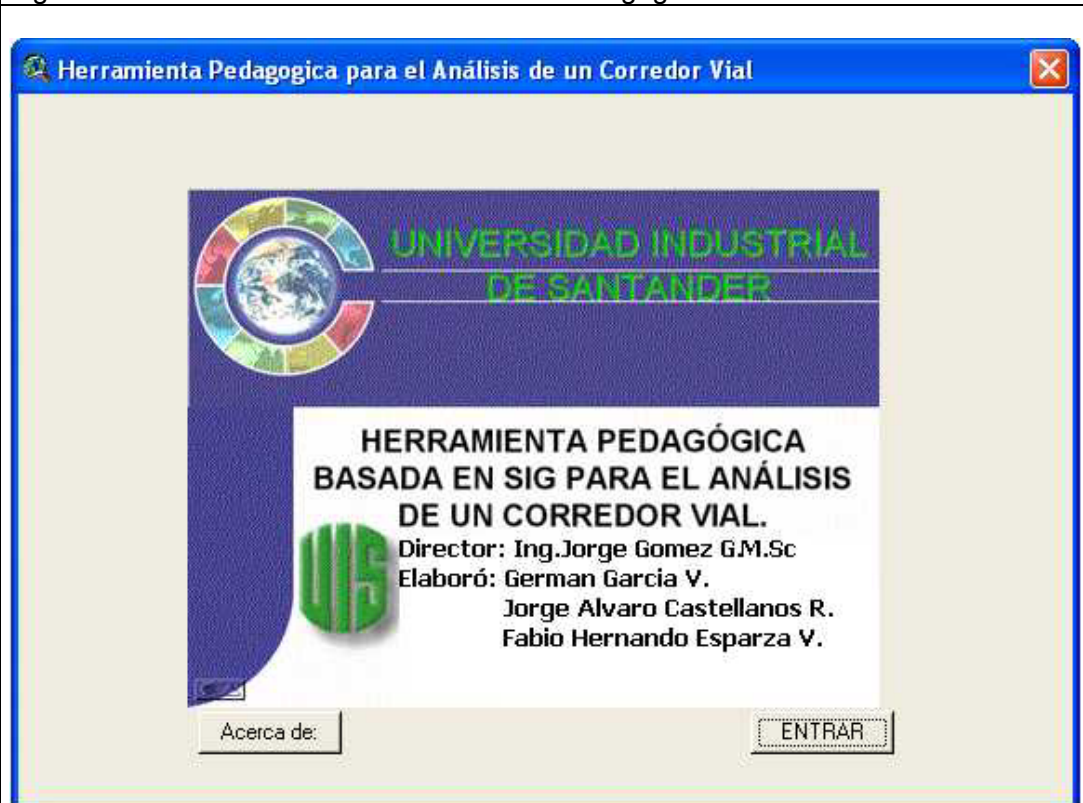 Herramienta Pedagogica para el Análisis de un Corredor Vial
UNIVERSIDAD INDUSTRIAL
DE SANTANDER
HERRAMIENTA PEDAGÓGICA
BASADA EN SIG PARA EL ANÁLISIS
DE UN CORREDOR VIAL.
UIS
Director: Ing.Jorge Gomez G.M.Sc
Elaboró: German Garcia V.
Jorge Alvaro Castellanos R.
Fabio Hernando Esparza V.
Acerca de:
ENTRAR